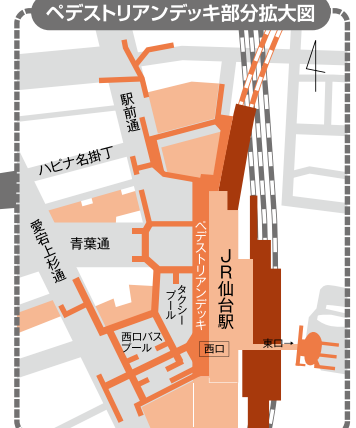 ペデストリアンデッキ部分拡大図
駅前通
ハピナ名掛丁
愛宕上杉通
青葉通
ペデストリアンデッキ
JR仙台駅
タクシー
プール
西口バス
プール
西口
東口→
4